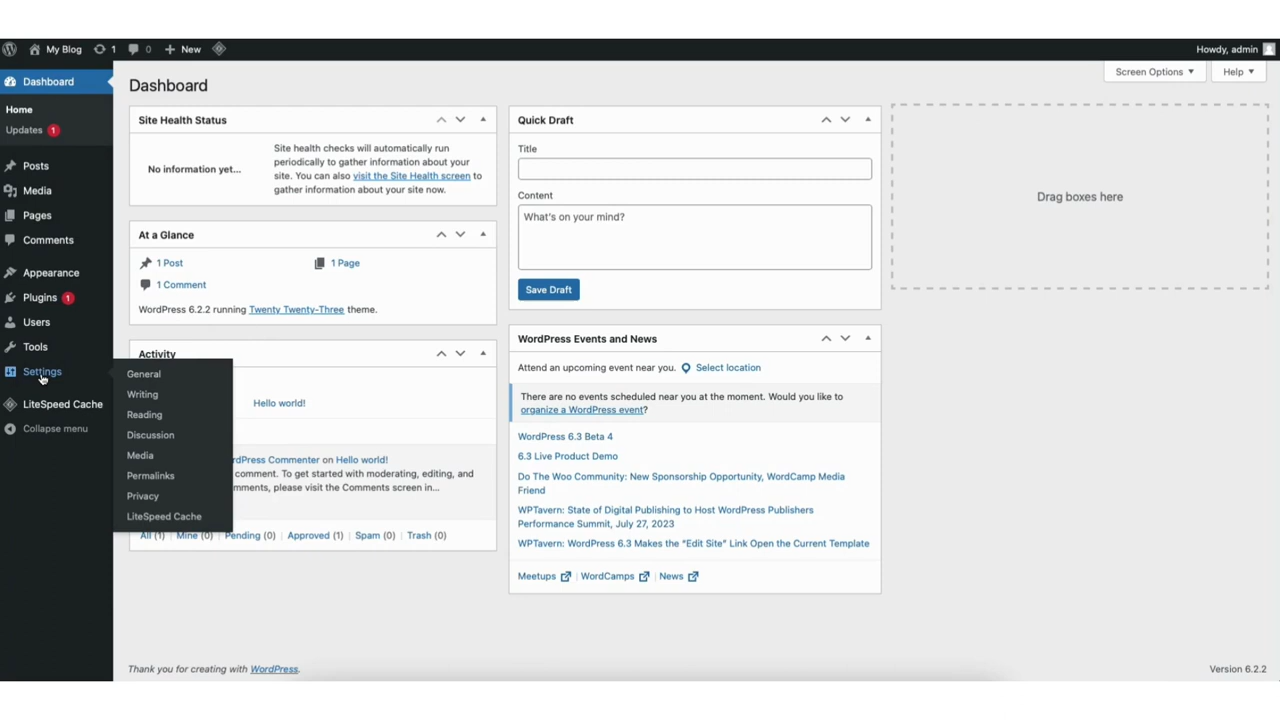 My Blog 1 0 New
Howdy, admin
Dashboard
Home
Updates 1
Posts
Media
Pages
Comments
Appearance
Plugins 1
Users
Tools
Settings
LiteSpeed Cache
Collapse menu
General
Writing
Reading
Discussion
Media
Permalinks
Privacy
LiteSpeed Cache
Screen Options
Help
Dashboard
Site Health Status
No information yet...
Site health checks will automatically run
periodically to gather information about your
site. You can also visit the Site Health screen to
gather information about your site now.
At a Glance
1 Post
1 Page
1 Comment
WordPress 6.2.2 running Twenty Twenty-Three theme.
Activity
Hello world!
rdPress Commenter on Hello world!
comment. To get started with moderating, editing, and
mments, please visit the Comments screen in...
All (1) | Mine (0) | Pending (0) | Approved (1) | Spam (0) | Trash (0)
Quick Draft
Title
Content
What's on your mind?
Save Draft
WordPress Events and News
Attend an upcoming event near you. Select location
There are no events scheduled near you at the moment. Would you like to
organize a WordPress event?
WordPress 6.3 Beta 4
6.3 Live Product Demo
Do The Woo Community: New Sponsorship Opportunity, WordCamp Media
Friend
WPTavern: State of Digital Publishing to Host WordPress Publishers
Performance Summit, July 27, 2023
WPTavern: WordPress 6.3 Makes the “Edit Site” Link Open the Current Template
Meetups | WordCamps | News
Drag boxes here
Thank you for creating with WordPress.
Version 6.2.2